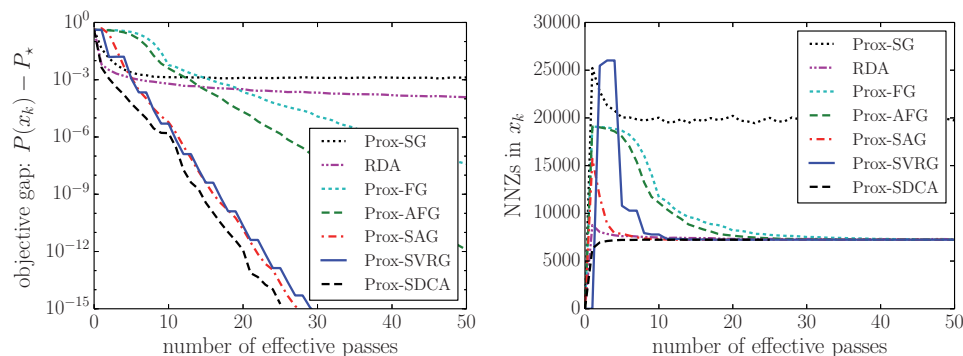 objective gap: P(x_k) − P_⋆
10^0
10^−3
10^−6
10^−9
10^−12
10^−15
Prox-SG
RDA
Prox-FG
Prox-AFG
Prox-SAG
Prox-SVRG
Prox-SDCA
0 10 20 30 40 50
number of effective passes
NNZs in x_k
30000
25000
20000
15000
10000
5000
0
Prox-SG
RDA
Prox-FG
Prox-AFG
Prox-SAG
Prox-SVRG
Prox-SDCA
0 10 20 30 40 50
number of effective passes